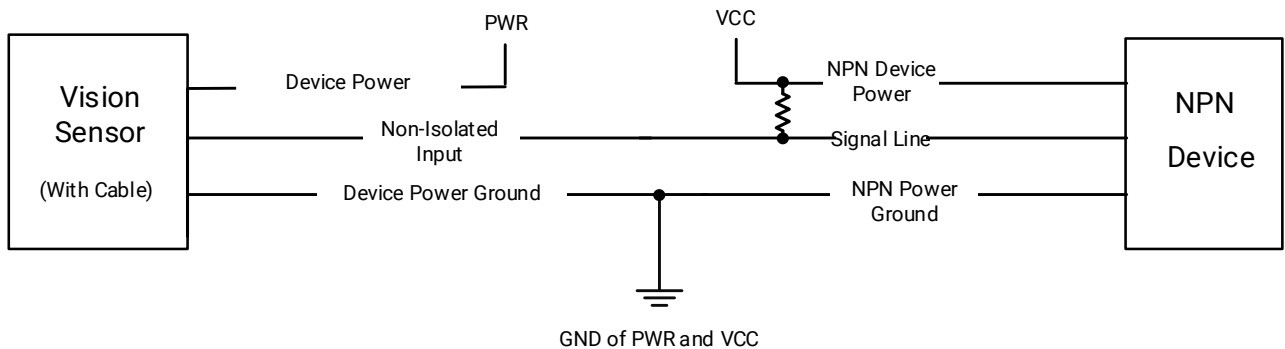 PWR
VCC
Vision
Sensor
(With Cable)
Device Power
Non-Isolated
Input
Device Power Ground
NPN Device
Power
Signal Line
NPN Power
Ground
NPN
Device
GND of PWR and VCC